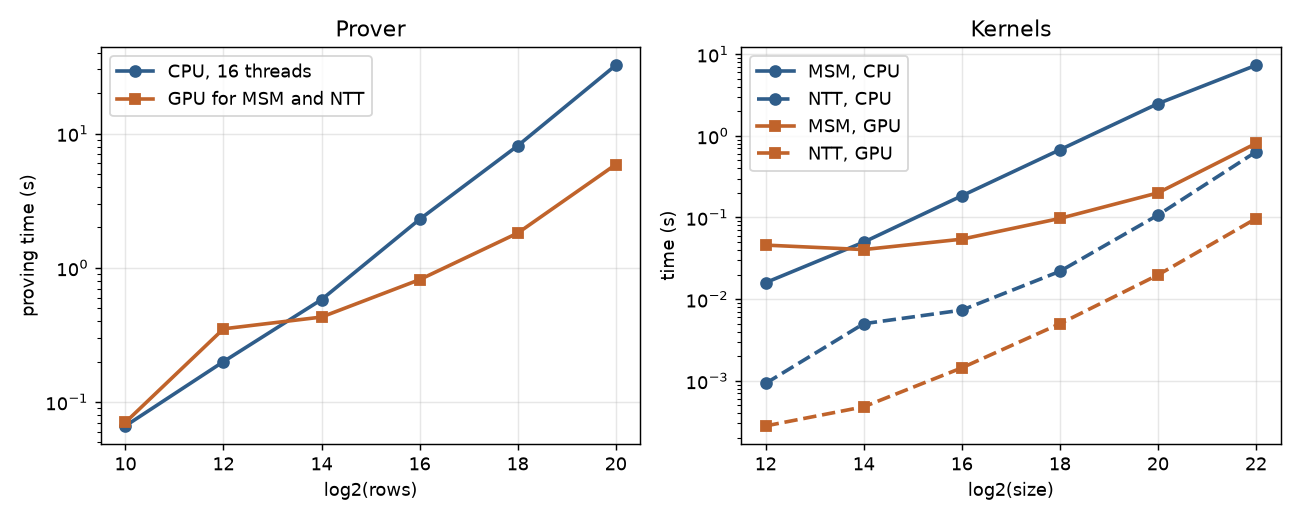 Prover
CPU, 16 threads
GPU for MSM and NTT
10¹
10⁰
10⁻¹
proving time (s)
10 12 14 16 18 20
log2(rows)
Kernels
MSM, CPU
NTT, CPU
MSM, GPU
NTT, GPU
10¹
10⁰
10⁻¹
10⁻²
10⁻³
time (s)
12 14 16 18 20 22
log2(size)